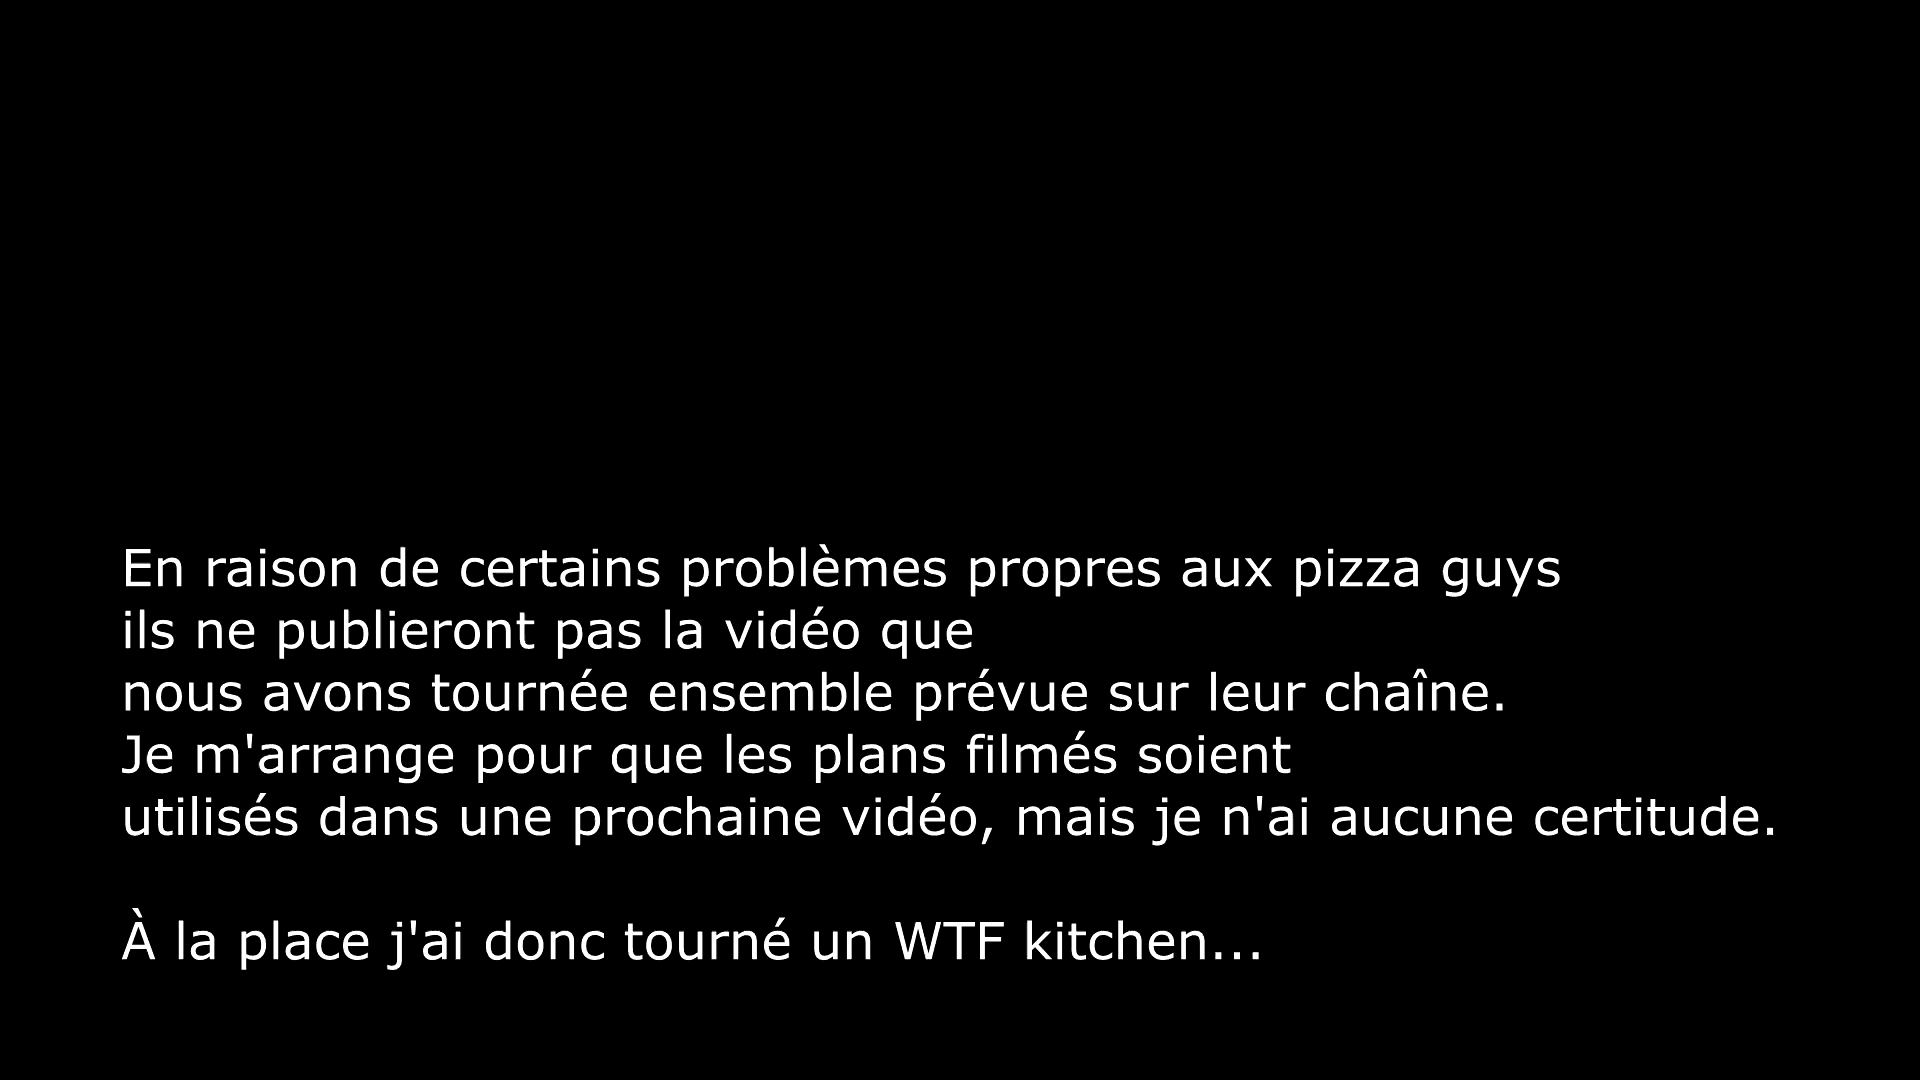 En raison de certains problèmes propres aux pizza guys
ils ne publieront pas la vidéo que
nous avons tournée ensemble prévue sur leur chaîne.
Je m'arrange pour que les plans filmés soient
utilisés dans une prochaine vidéo, mais je n'ai aucune certitude.
À la place j'ai donc tourné un WTF kitchen...